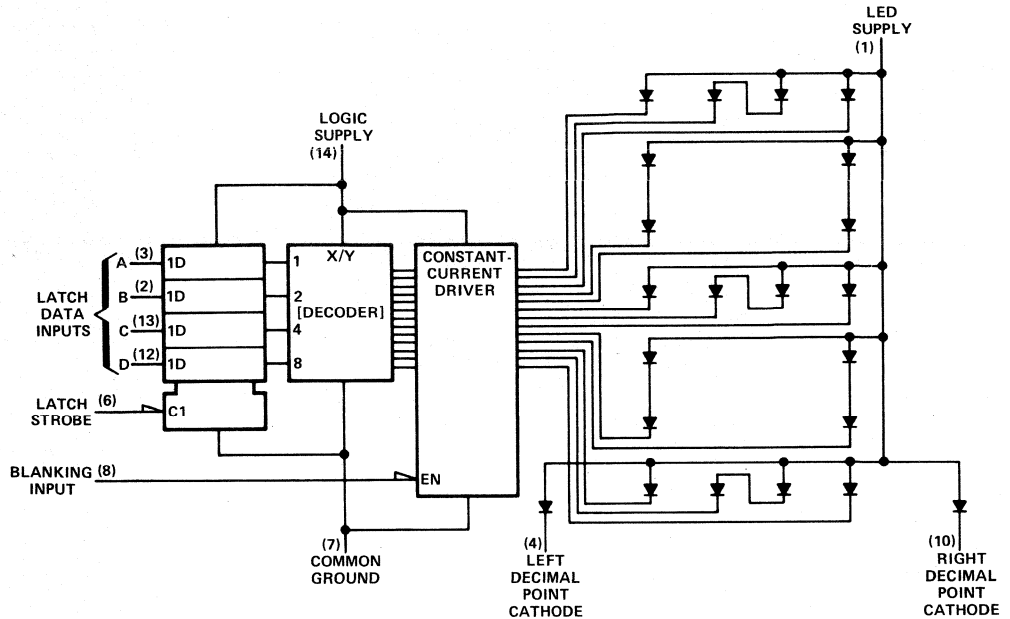 LED
SUPPLY
(1)
LOGIC
SUPPLY
(14)
LATCH
DATA
INPUTS
A (3)
B (2)
C (13)
D (12)
1D
1D
1D
1D
C1
LATCH
STROBE
(6)
BLANKING
INPUT
(8)
X/Y
1
2
[DECODER]
4
8
CONSTANT-
CURRENT
DRIVER
EN
(7)
COMMON
GROUND
(4)
LEFT
DECIMAL
POINT
CATHODE
(10)
RIGHT
DECIMAL
POINT
CATHODE